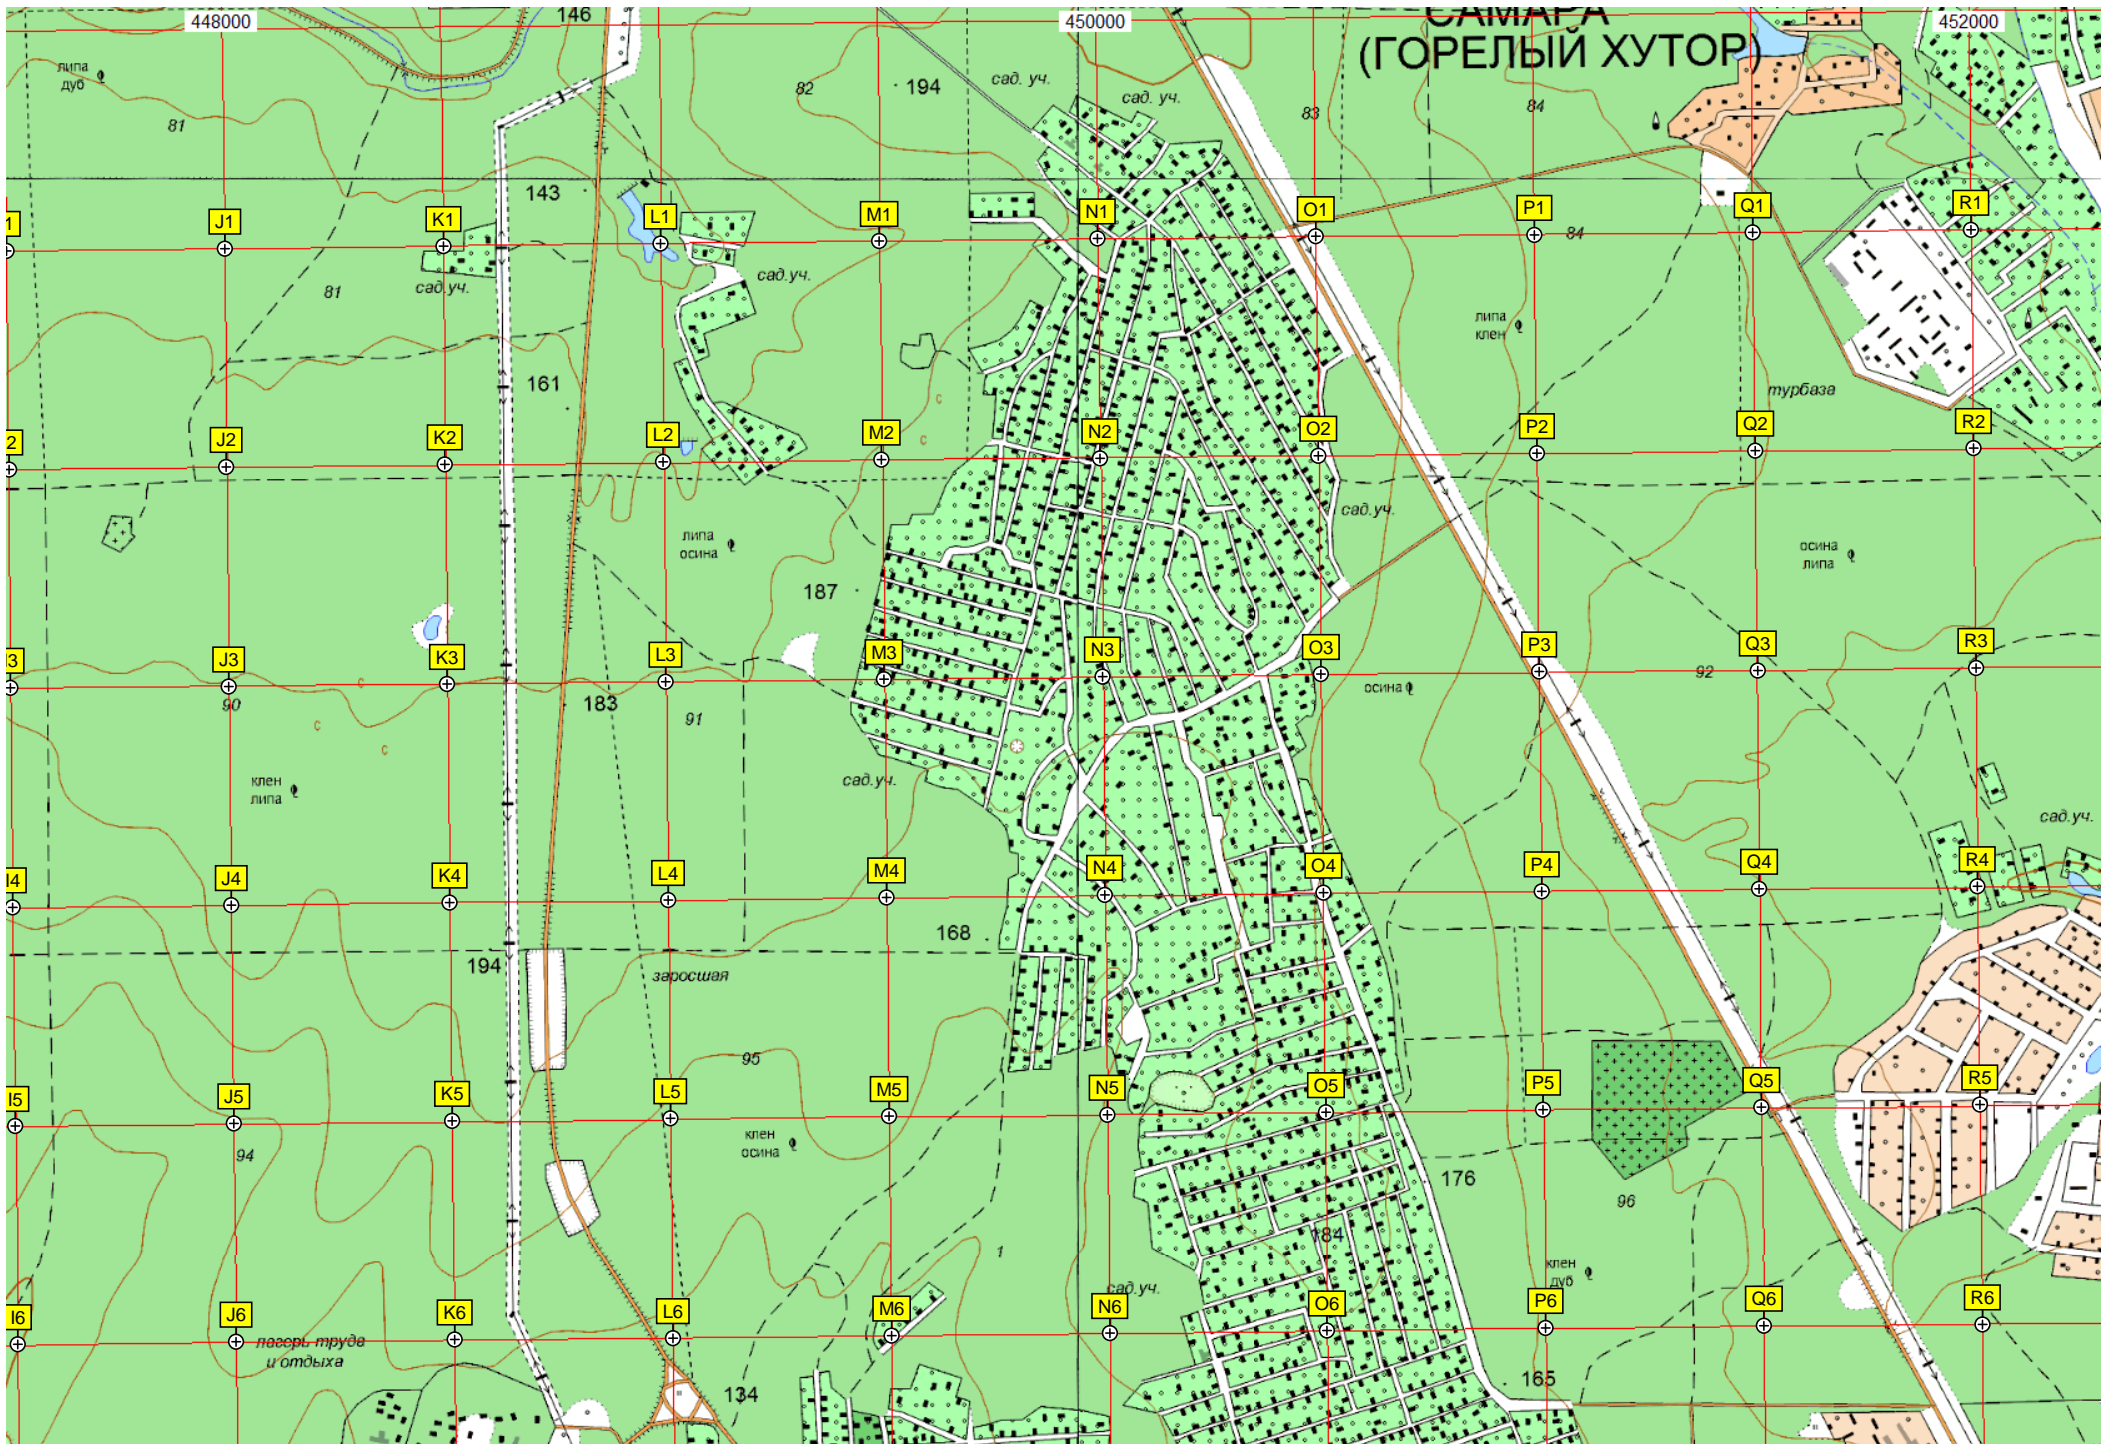 448000
450000
452000
146
САМАРА
(ГОРЕЛЫЙ ХУТОР)
липа
дуб
81
82
194
сад. уч.
сад. уч.
83
84
143
1
J1
K1
L1
M1
N1
O1
P1
Q1
R1
84
81
сад.уч.
сад.уч.
липа
клен
161
с
турбаза
с
2
J2
K2
L2
M2
N2
O2
P2
Q2
R2
сад.уч.
липа
осина
осина
липа
187
3
J3
K3
L3
M3
N3
O3
P3
Q3
R3
с
90
183
91
осина
92
с
с
клен
липа
сад.уч.
сад.уч.
I4
J4
K4
L4
M4
N4
O4
P4
Q4
R4
168
194
заросшая
95
I5
J5
K5
L5
M5
N5
O5
P5
Q5
R5
94
клен
осина
176
96
184
1
клен
дуб
сад.уч.
I6
J6
K6
L6
M6
N6
O6
P6
Q6
R6
лагерь труда
и отдыха
134
165